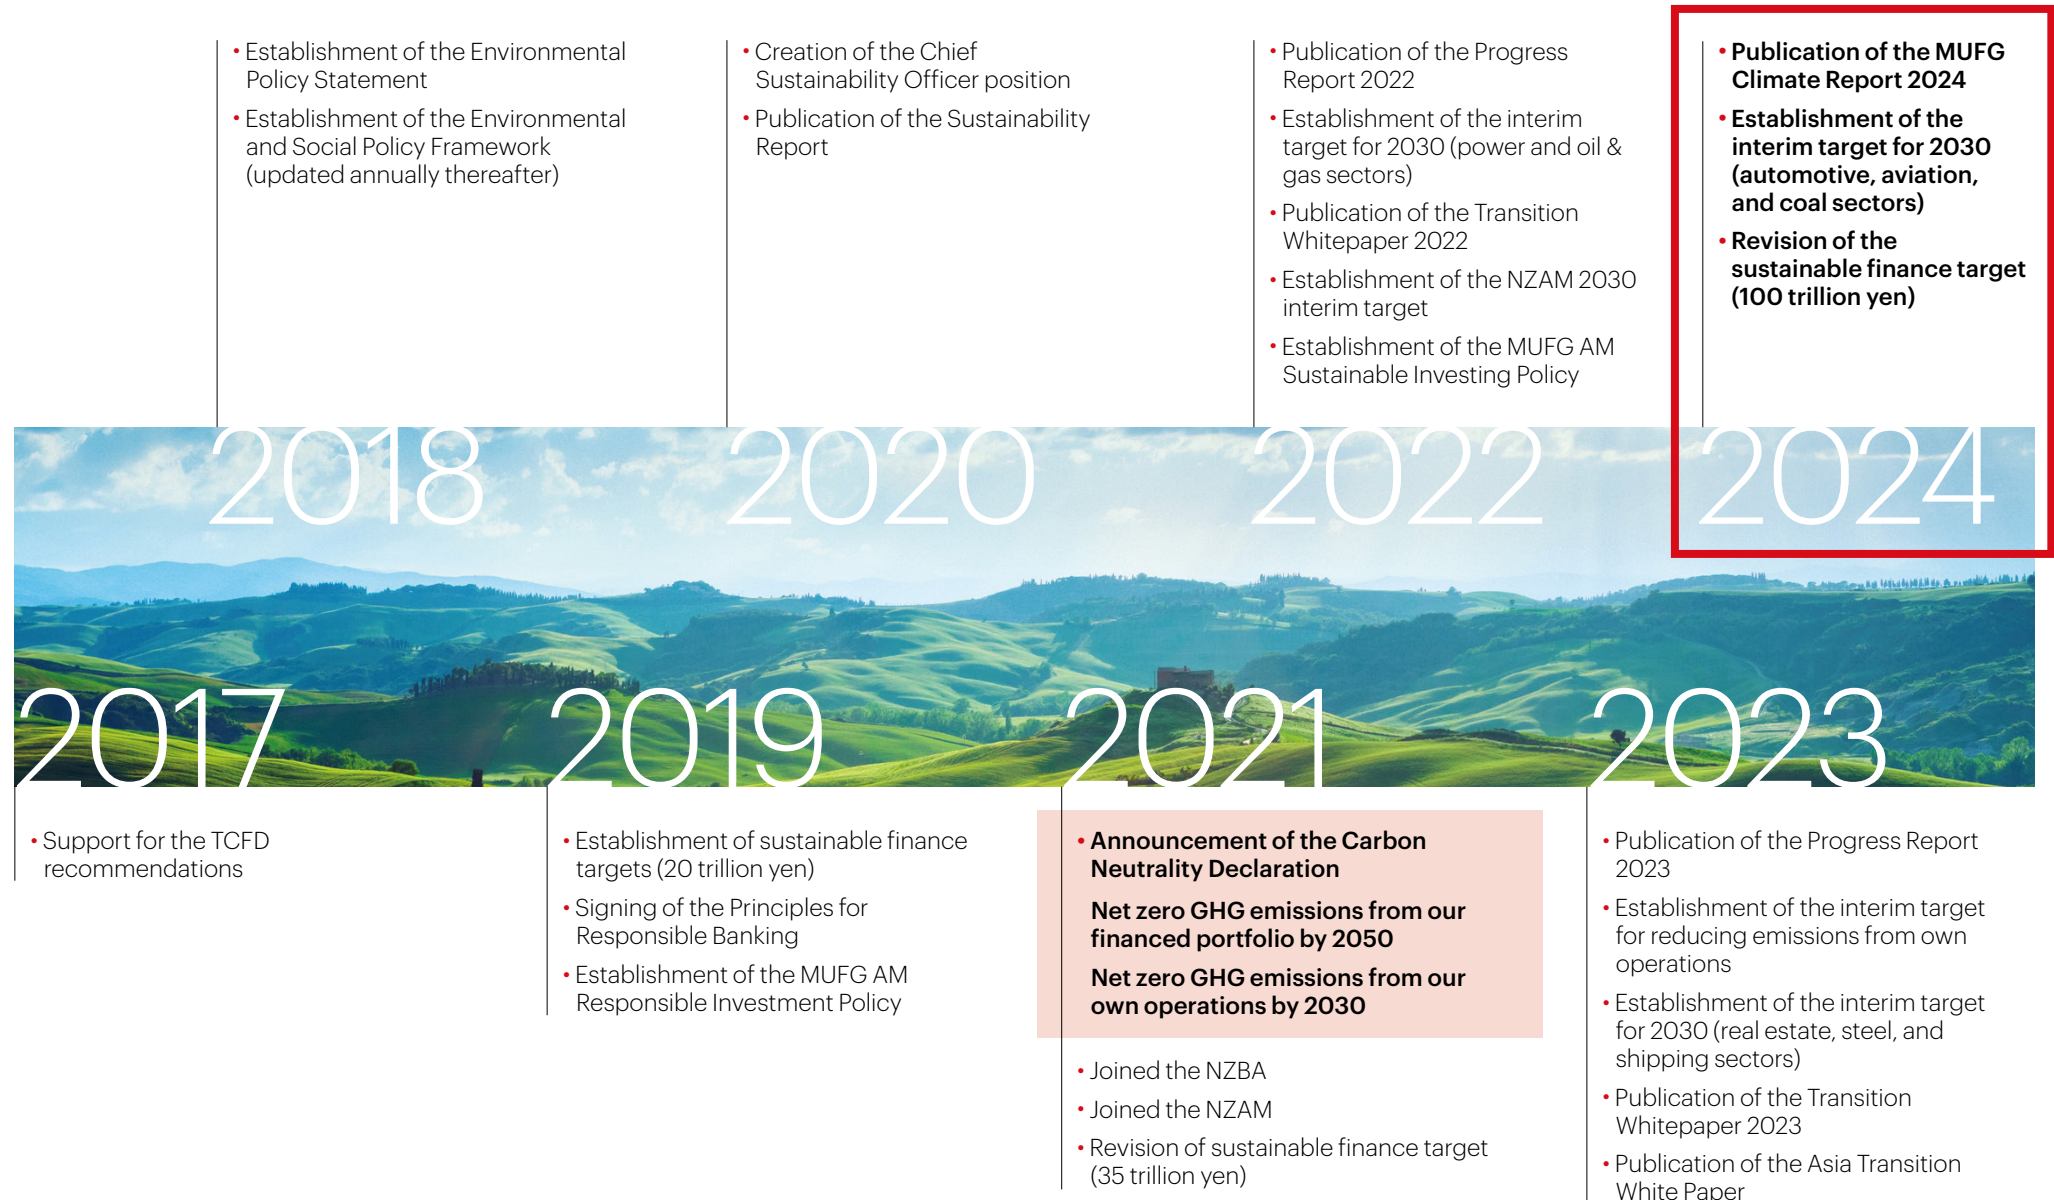 • Establishment of the Environmental
Policy Statement
• Establishment of the Environmental
and Social Policy Framework
(updated annually thereafter)
2018
• Creation of the Chief
Sustainability Officer position
• Publication of the Sustainability
Report
2020
• Publication of the Progress
Report 2022
• Establishment of the interim
target for 2030 (power and oil &
gas sectors)
• Publication of the Transition
Whitepaper 2022
• Establishment of the NZAM 2030
interim target
• Establishment of the MUFG AM
Sustainable Investing Policy
2022
• Publication of the MUFG
Climate Report 2024
• Establishment of the
interim target for 2030
(automotive, aviation,
and coal sectors)
• Revision of the
sustainable finance target
(100 trillion yen)
2024
2017
• Support for the TCFD
recommendations
2019
• Establishment of sustainable finance
targets (20 trillion yen)
• Signing of the Principles for
Responsible Banking
• Establishment of the MUFG AM
Responsible Investment Policy
2021
• Announcement of the Carbon
Neutrality Declaration
Net zero GHG emissions from our
financed portfolio by 2050
Net zero GHG emissions from our
own operations by 2030
• Joined the NZBA
• Joined the NZAM
• Revision of sustainable finance target
(35 trillion yen)
2023
• Publication of the Progress Report
2023
• Establishment of the interim target
for reducing emissions from own
operations
• Establishment of the interim target
for 2030 (real estate, steel, and
shipping sectors)
• Publication of the Transition
Whitepaper 2023
• Publication of the Asia Transition
White Paper